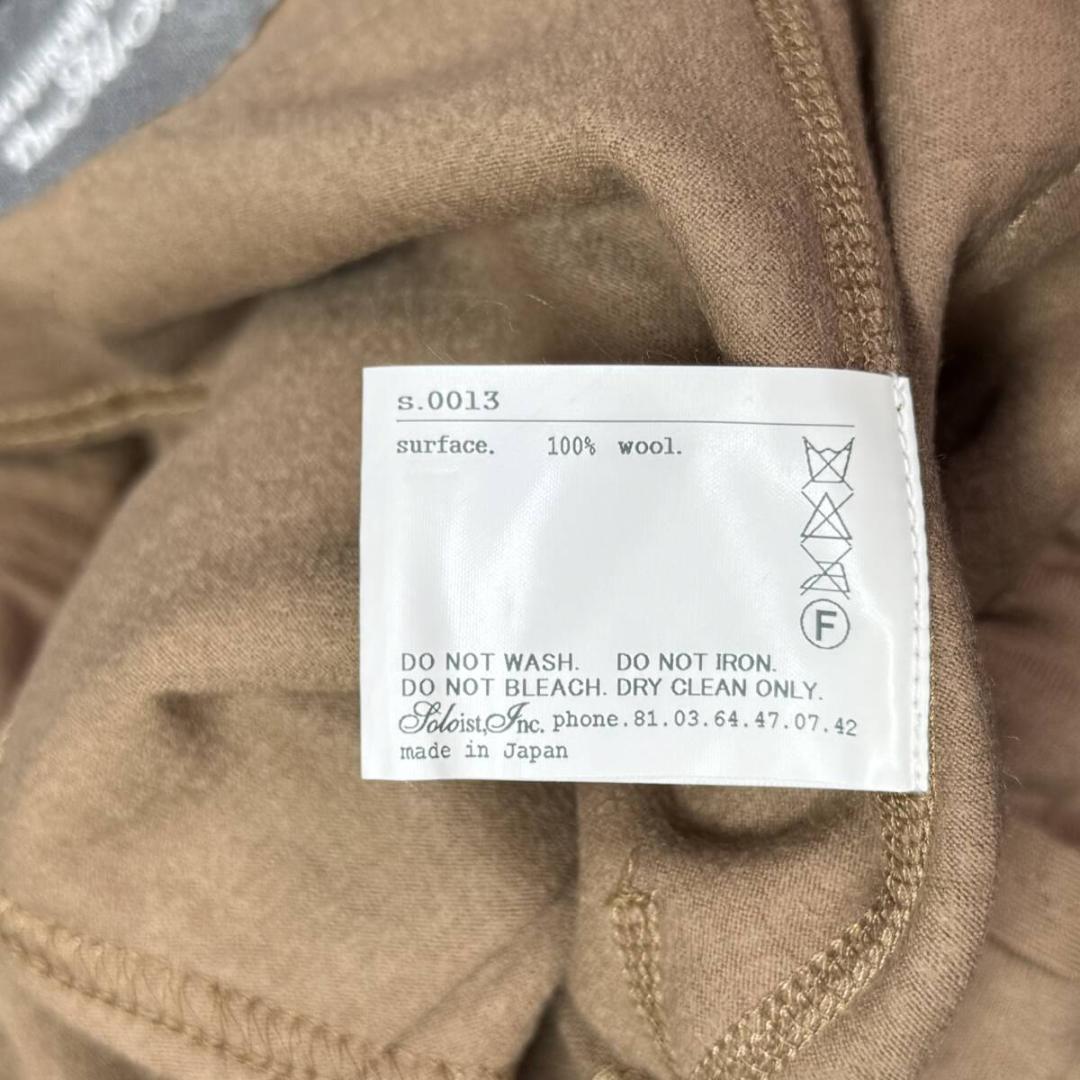 s.0013
surface. 100% wool.
F
DO NOT WASH. DO NOT IRON.
DO NOT BLEACH. DRY CLEAN ONLY.
Soloist, Inc. phone.81.03.64.47.07.42
made in Japan